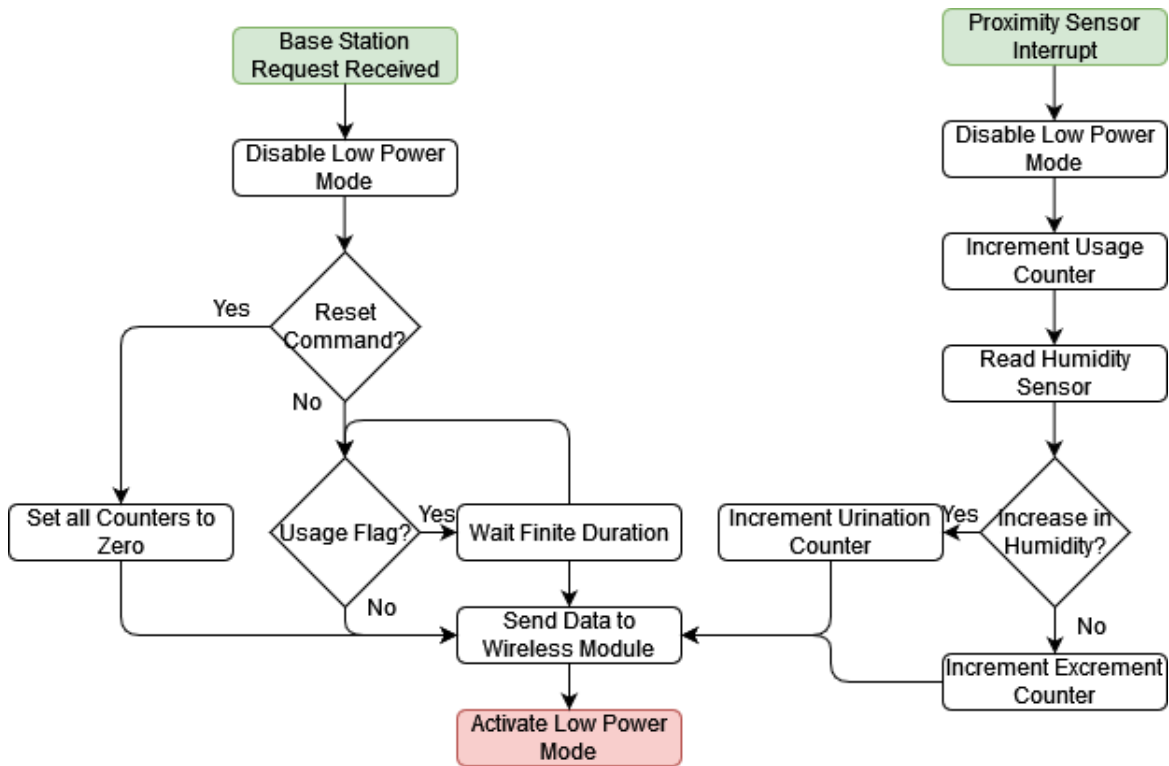 Base Station
Request Received
Disable Low Power
Mode
Reset
Command?
Yes
No
Set all Counters to
Zero
Usage Flag?
Yes
Wait Finite Duration
No
Send Data to
Wireless Module
Activate Low Power
Mode
Proximity Sensor
Interrupt
Disable Low Power
Mode
Increment Usage
Counter
Read Humidity
Sensor
Increase in
Humidity?
Yes
Increment Urination
Counter
No
Increment Excrement
Counter